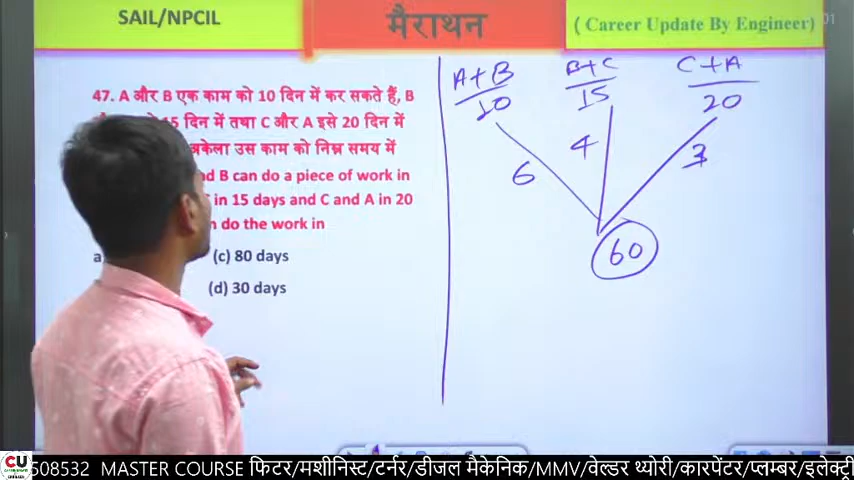 SAIL/NPCIL
मैराथन
( Career Update By Engineer)
01
47. A और B एक काम को 10 दिन में कर सकते हैं, B
15 दिन में तथा C और A इसे 20 दिन में
अकेला उस काम को निम्न समय में
nd B can do a piece of work in
in 15 days and C and A in 20
n do the work in
a
(c) 80 days
(d) 30 days
A+B B+C C+A
10 15 20
6 4 3
60
CU
508532 MASTER COURSE फिटर/मशीनिस्ट/टर्नर/डीजल मैकेनिक/MMV/वेल्डर थ्योरी/कारपेंटर/प्लम्बर/इलेक्ट्री